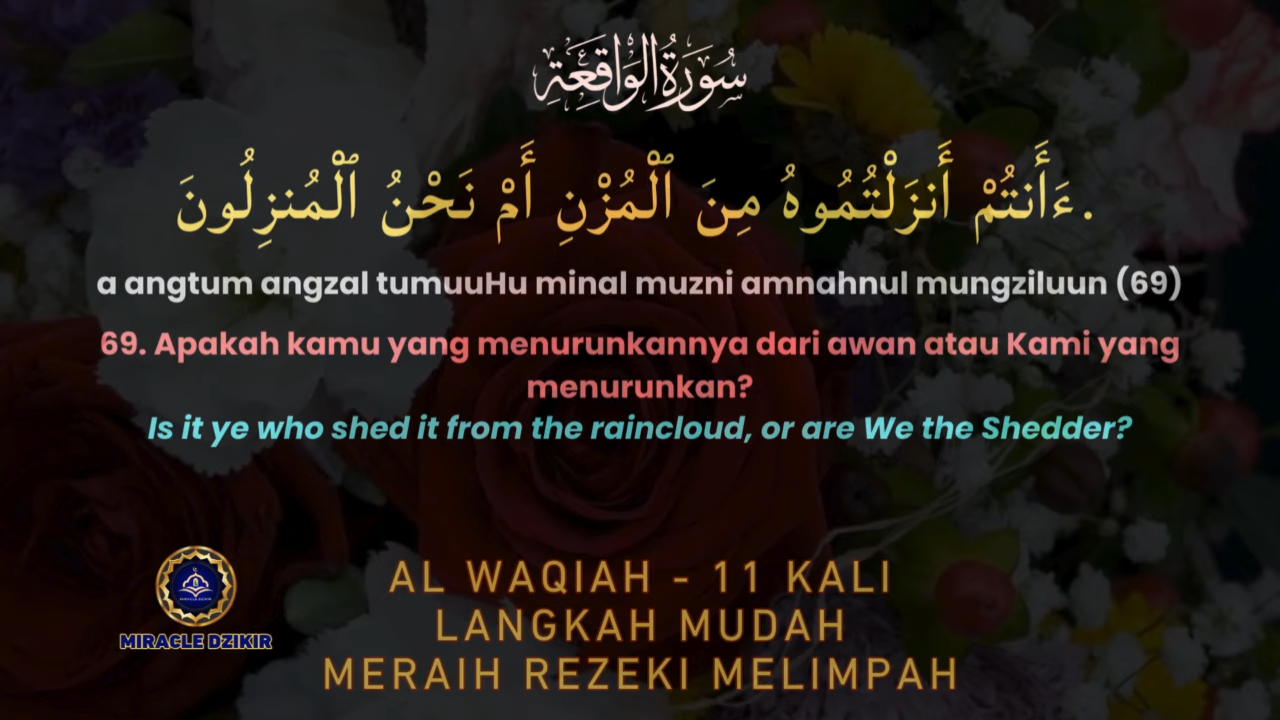 سُورَةُ الوَاقِعَةِ
ءَأَنتُمْ أَنزَلْتُمُوهُ مِنَ ٱلْمُزْنِ أَمْ نَحْنُ ٱلْمُنزِلُونَ.
a angtum angzal tumuuHu minal muzni amnahnul mungziluun (69)
69. Apakah kamu yang menurunkannya dari awan atau Kami yang
menurunkan?
Is it ye who shed it from the raincloud, or are We the Shedder?
AL WAQIAH - 11 KALI
LANGKAH MUDAH
MERAIH REZEKI MELIMPAH
MIRACLE DZIKIR